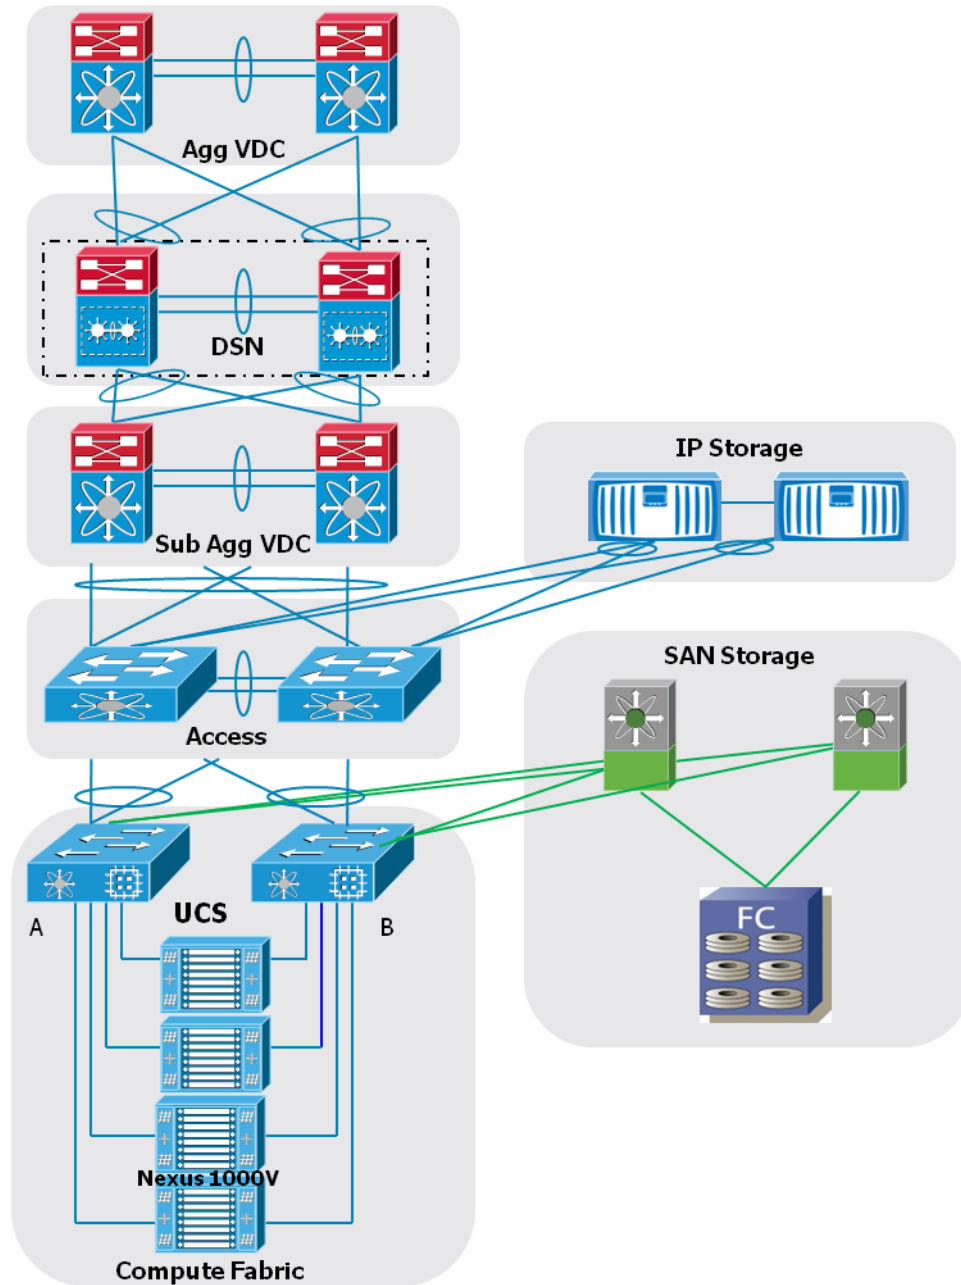 Agg VDC
DSN
Sub Agg VDC
IP Storage
SAN Storage
Access
A
UCS
B
FC
Nexus 1000V
Compute Fabric